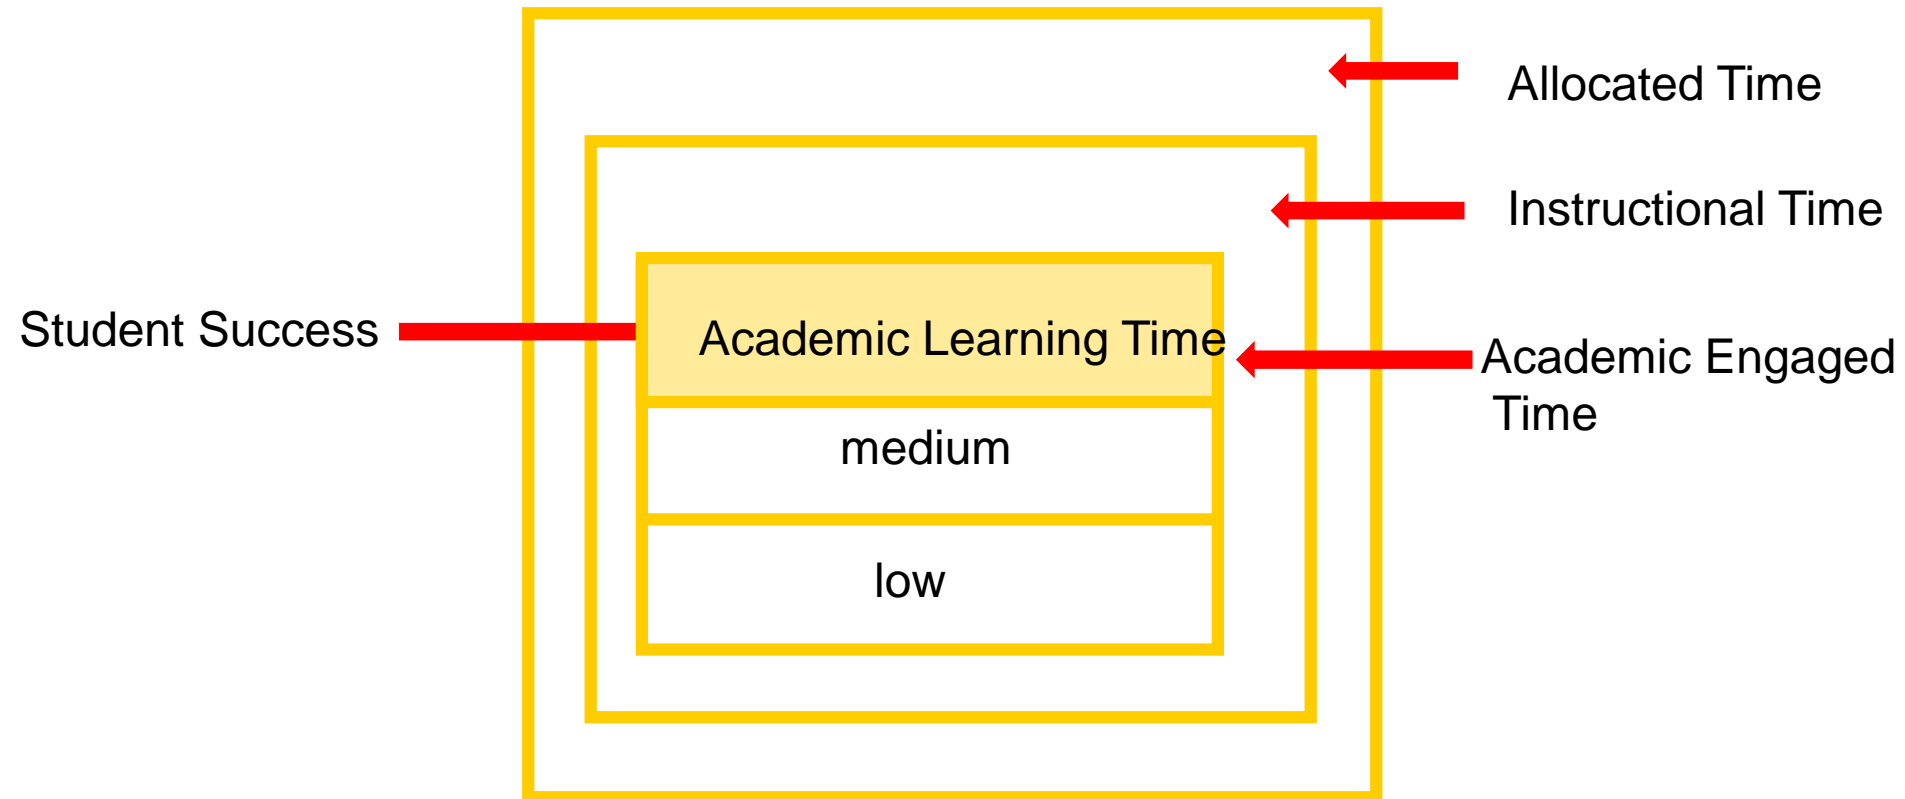 Allocated Time
Instructional Time
Student Success
Academic Learning Time
Academic Engaged
Time
medium
low